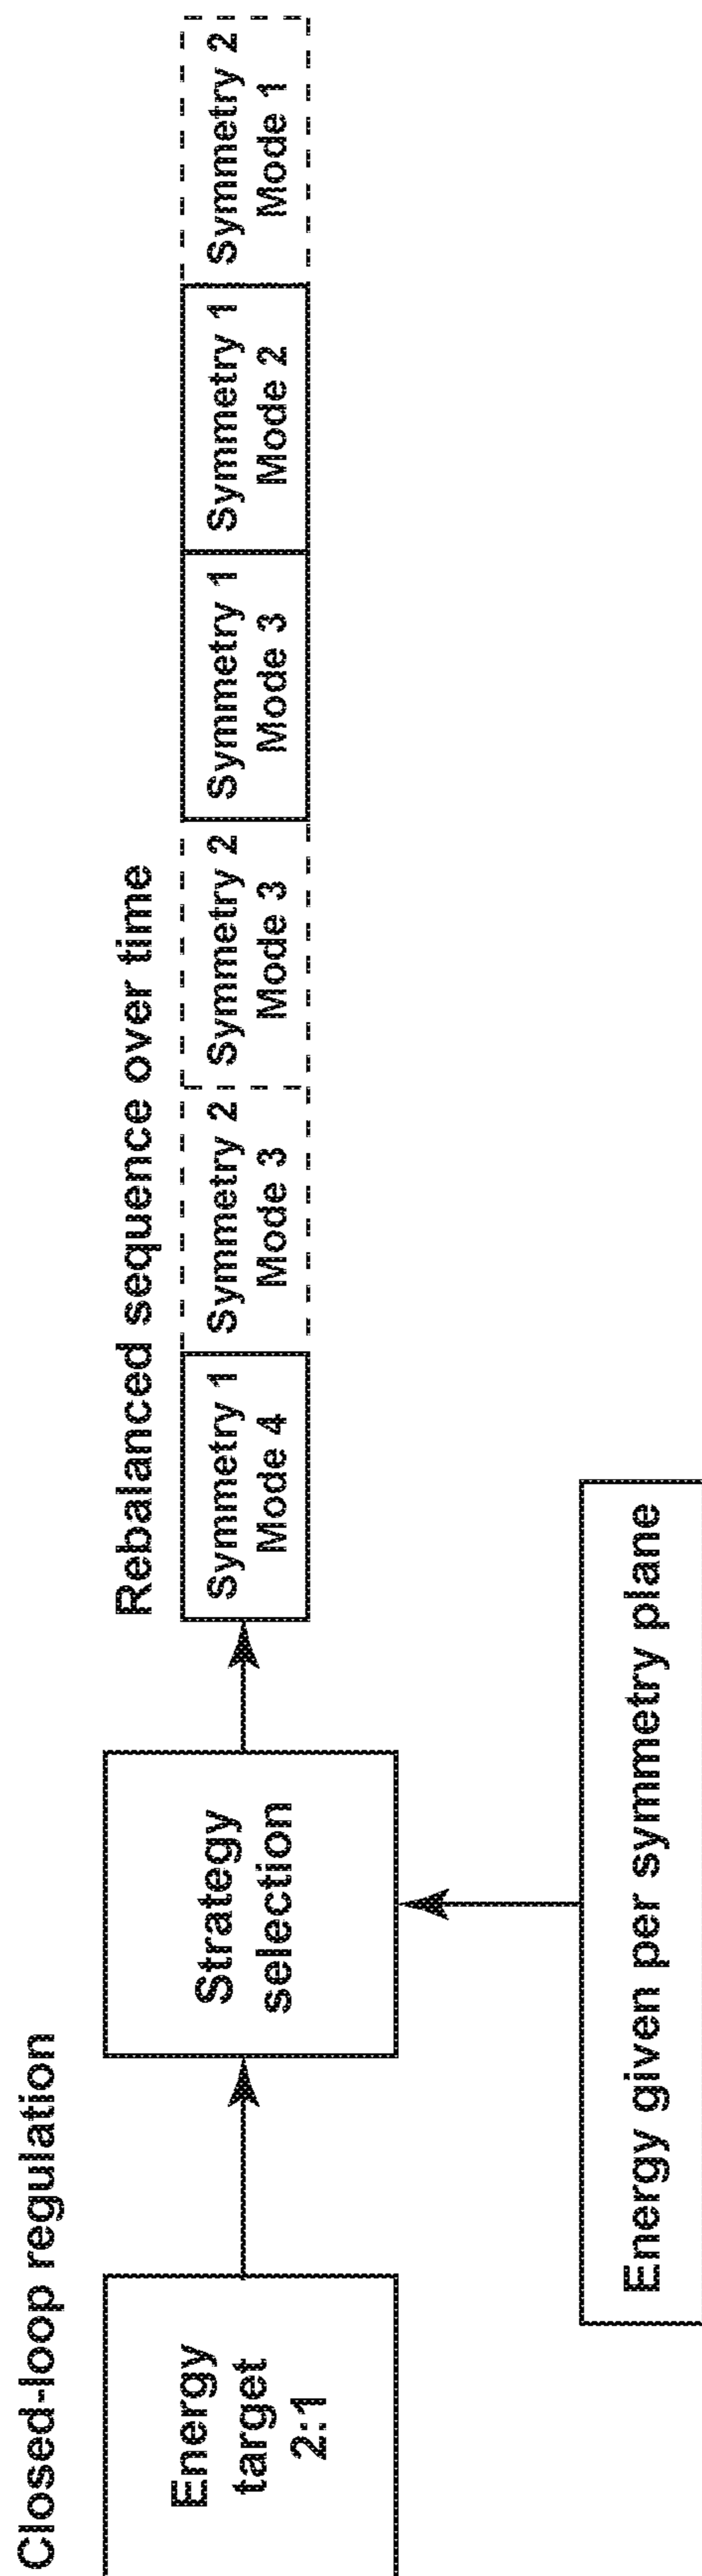 Closed-loop regulation
Energy
target
2:1
Strategy
selection
Energy given per symmetry plane
Rebalanced sequence over time
Symmetry 1
Mode 4
Symmetry 2
Mode 3
Symmetry 2
Mode 3
Symmetry 1
Mode 3
Symmetry 1
Mode 2
Symmetry 2
Mode 1